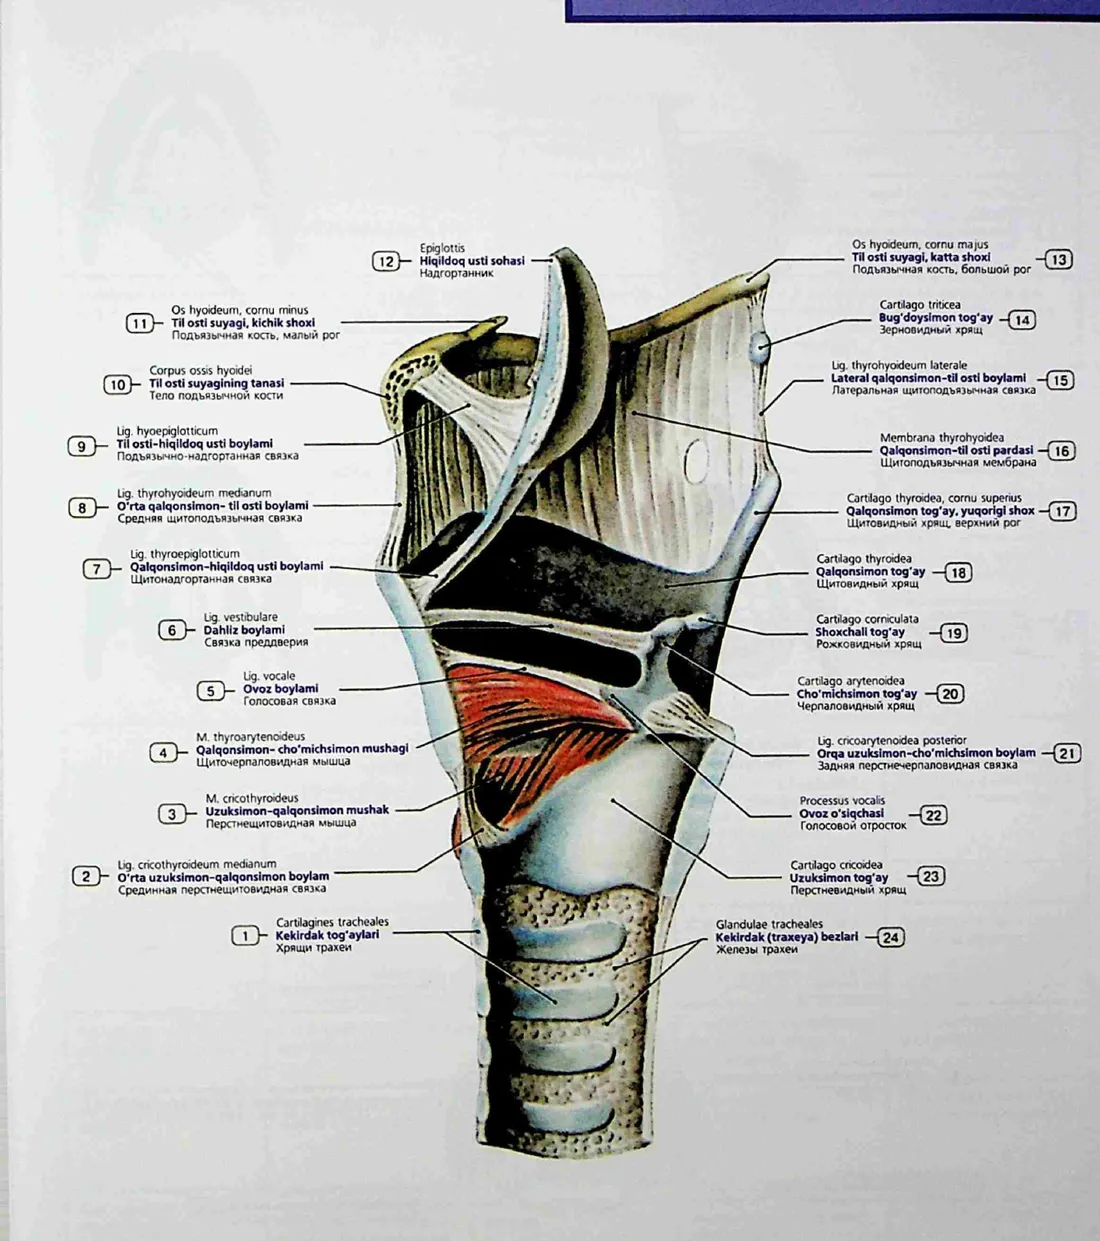 12
Epiglottis
Hiqildoq usti sohasi
Надгортанник
11
Os hyoideum, cornu minus
Til osti suyagi, kichik shoxi
Подъязычная кость, малый рог
10
Corpus ossis hyoidei
Til osti suyagining tanasi
Тело подъязычной кости
9
Lig. hyoepiglotticum
Til osti-hiqildoq usti boylami
Подъязычно-надгортанная связка
8
Lig. thyrohyoideum medianum
O'rta qalqonsimon- til osti boylami
Средняя щитоподъязычная связка
7
Lig. thyroepiglotticum
Qalqonsimon-hiqildoq usti boylami
Щитонадгортанная связка
6
Lig. vestibulare
Dahliz boylami
Связка преддверия
5
Lig. vocale
Ovoz boylami
Голосовая связка
4
M. thyroarytenoideus
Qalqonsimon- cho'michsimon mushagi
Щиточерпаловидная мышца
3
M. cricothyroideus
Uzuksimon-qalqonsimon mushak
Перстнещитовидная мышца
2
Lig. cricothyroideum medianum
O'rta uzuksimon-qalqonsimon boylam
Срединная перстнещитовидная связка
1
Cartilagines tracheales
Kekirdak tog'aylari
Хрящи трахеи
Os hyoideum, cornu majus
Til osti suyagi, katta shoxi
Подъязычная кость, большой рог
13
Cartilago triticea
Bug'doysimon tog'ay
Зерновидный хрящ
14
Lig. thyrohyoideum laterale
Lateral qalqonsimon-til osti boylami
Латеральная щитоподъязычная связка
15
Membrana thyrohyoidea
Qalqonsimon-til osti pardasi
Щитоподъязычная мембрана
16
Cartilago thyroidea, cornu superius
Qalqonsimon tog'ay, yuqorigi shox
Щитовидный хрящ, верхний рог
17
Cartilago thyroidea
Qalqonsimon tog'ay
Щитовидный хрящ
18
Cartilago corniculata
Shoxchali tog'ay
Рожковидный хрящ
19
Cartilago arytenoidea
Cho'michsimon tog'ay
Черпаловидный хрящ
20
Lig. cricoarytenoidea posterior
Orqa uzuksimon-cho'michsimon boylam
Задняя перстнечерпаловидная связка
21
Processus vocalis
Ovoz o'siqchasi
Голосовой отросток
22
Cartilago cricoidea
Uzuksimon tog'ay
Перстневидный хрящ
23
Glandulae tracheales
Kekirdak (traxeya) bezlari
Железы трахеи
24